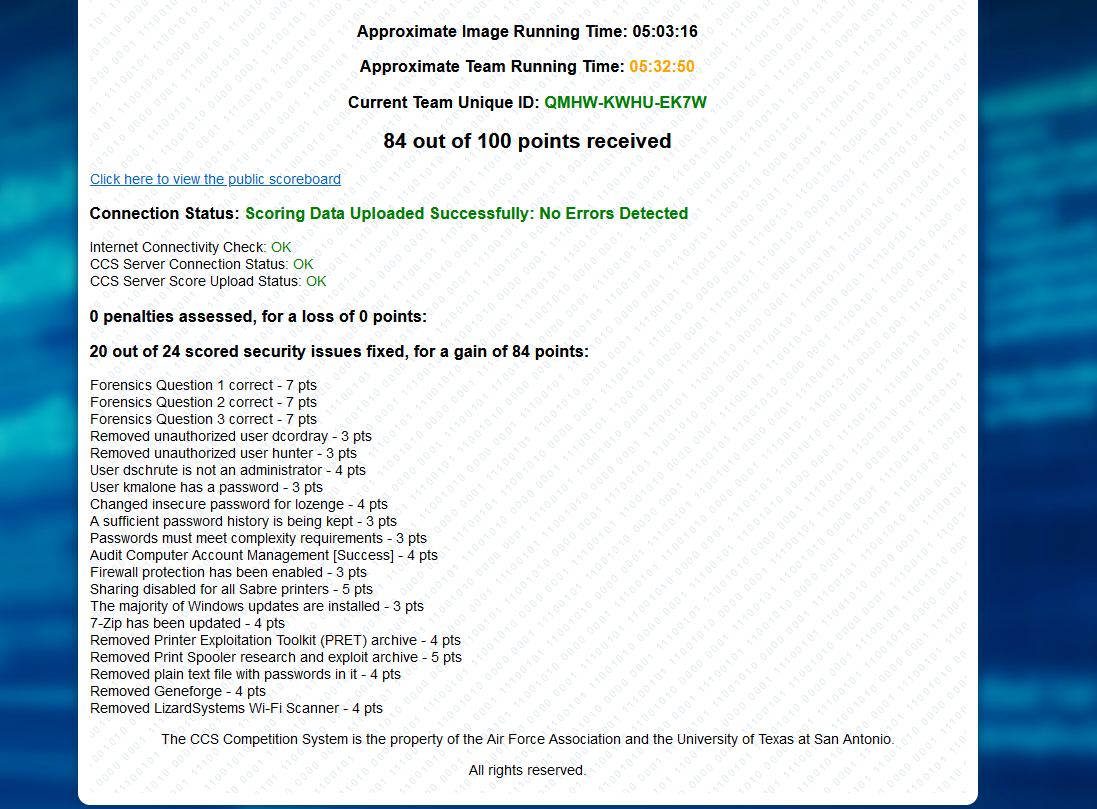 Approximate Image Running Time: 05:03:16
Approximate Team Running Time: 05:32:50
Current Team Unique ID: QMHW-KWHU-EK7W
84 out of 100 points received
Click here to view the public scoreboard
Connection Status: Scoring Data Uploaded Successfully: No Errors Detected
Internet Connectivity Check: OK
CCS Server Connection Status: OK
CCS Server Score Upload Status: OK
0 penalties assessed, for a loss of 0 points:
20 out of 24 scored security issues fixed, for a gain of 84 points:
Forensics Question 1 correct - 7 pts
Forensics Question 2 correct - 7 pts
Forensics Question 3 correct - 7 pts
Removed unauthorized user dcordray - 3 pts
Removed unauthorized user hunter - 3 pts
User dschrute is not an administrator - 4 pts
User kmalone has a password - 3 pts
Changed insecure password for lozenge - 4 pts
A sufficient password history is being kept - 3 pts
Passwords must meet complexity requirements - 3 pts
Audit Computer Account Management [Success] - 4 pts
Firewall protection has been enabled - 3 pts
Sharing disabled for all Sabre printers - 5 pts
The majority of Windows updates are installed - 3 pts
7-Zip has been updated - 4 pts
Removed Printer Exploitation Toolkit (PRET) archive - 4 pts
Removed Print Spooler research and exploit archive - 5 pts
Removed plain text file with passwords in it - 4 pts
Removed Geneforge - 4 pts
Removed LizardSystems Wi-Fi Scanner - 4 pts
The CCS Competition System is the property of the Air Force Association and the University of Texas at San Antonio.
All rights reserved.